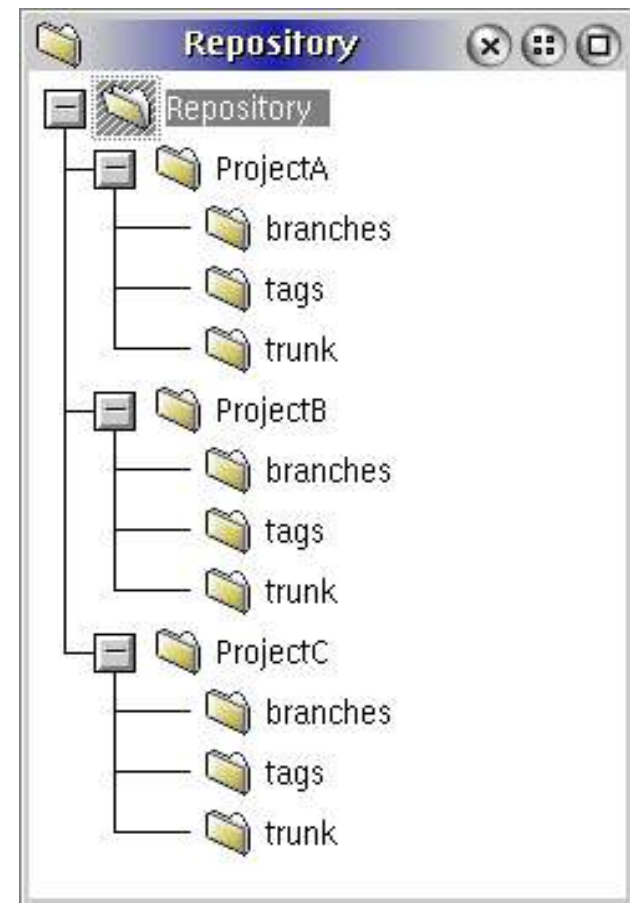 Repository
Repository
ProjectA
branches
tags
trunk
ProjectB
branches
tags
trunk
ProjectC
branches
tags
trunk